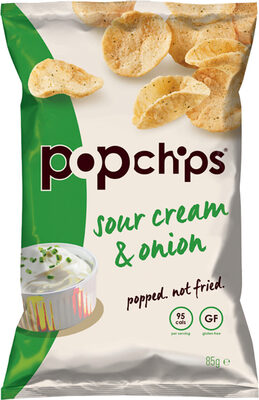 popchips
sour cream
& onion
popped. not fried.
95
cals
per serving
GF
gluten free
85g ℮